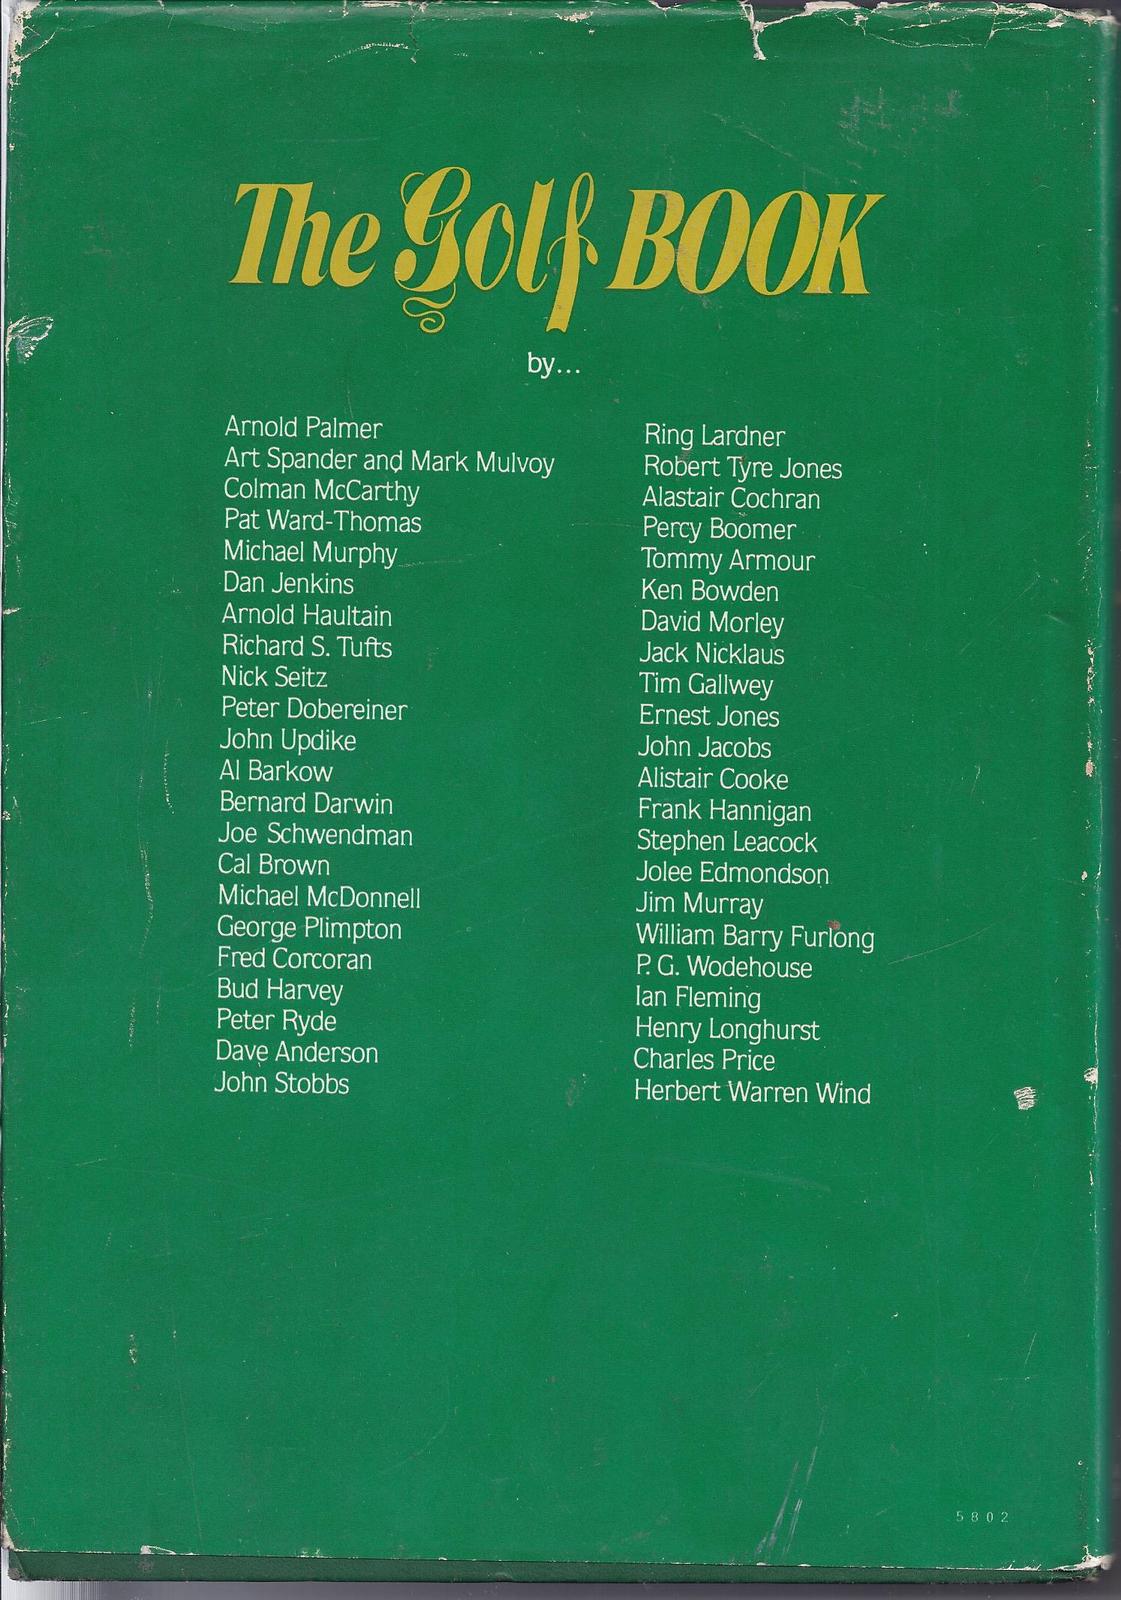 The Golf BOOK
by...
Arnold Palmer
Art Spander and Mark Mulvoy
Colman McCarthy
Pat Ward-Thomas
Michael Murphy
Dan Jenkins
Arnold Haultain
Richard S. Tufts
Nick Seitz
Peter Dobereiner
John Updike
Al Barkow
Bernard Darwin
Joe Schwendman
Cal Brown
Michael McDonnell
George Plimpton
Fred Corcoran
Bud Harvey
Peter Ryde
Dave Anderson
John Stobbs
Ring Lardner
Robert Tyre Jones
Alastair Cochran
Percy Boomer
Tommy Armour
Ken Bowden
David Morley
Jack Nicklaus
Tim Gallwey
Ernest Jones
John Jacobs
Alistair Cooke
Frank Hannigan
Stephen Leacock
Jolee Edmondson
Jim Murray
William Barry Furlong
P. G. Wodehouse
Ian Fleming
Henry Longhurst
Charles Price
Herbert Warren Wind
5802